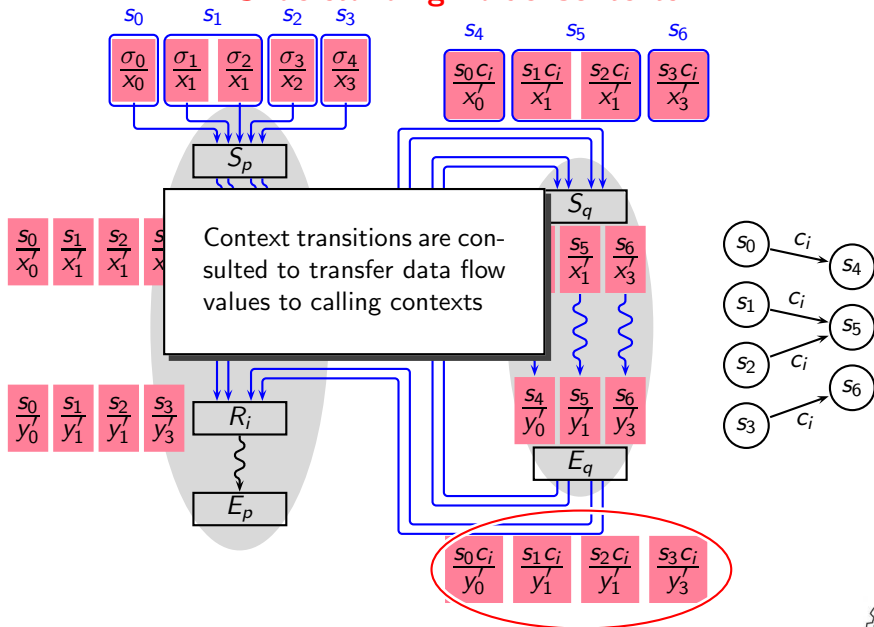 s₀ s₁ s₂ s₃
s₄ s₅ s₆
σ₀/x₀ σ₁/x₁ σ₂/x₁ σ₃/x₂ σ₄/x₃
s₀cᵢ/x′₀ s₁cᵢ/x′₁ s₂cᵢ/x′₁ s₃cᵢ/x′₃
Sₚ
S_q
s₀/x′₀ s₁/x′₁ s₂/x′₁
s₅/x′₁ s₆/x′₃
Context transitions are con-
sulted to transfer data flow
values to calling contexts
s₀ cᵢ s₄
s₁ cᵢ s₅
s₂ cᵢ
s₃ cᵢ s₆
s₀/y′₀ s₁/y′₁ s₂/y′₁ s₃/y′₃
Rᵢ
s₄/y′₀ s₅/y′₁ s₆/y′₃
E_q
Eₚ
s₀cᵢ/y′₀ s₁cᵢ/y′₁ s₂cᵢ/y′₁ s₃cᵢ/y′₃